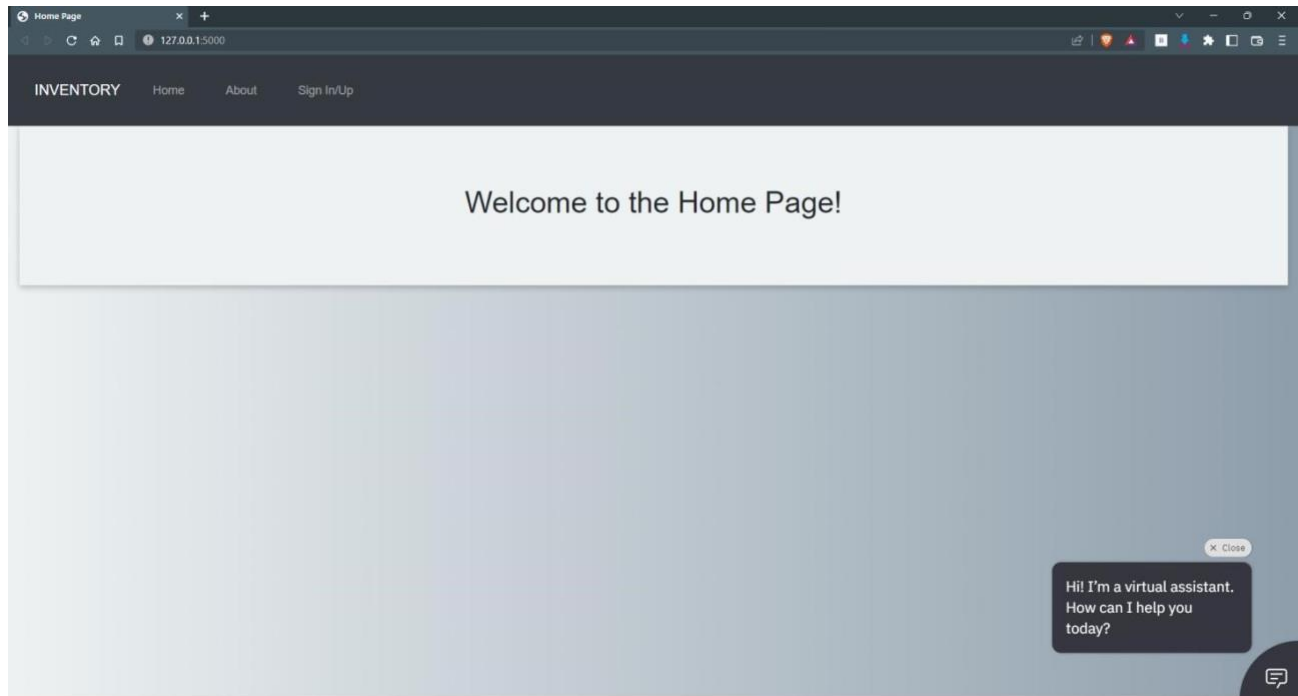 Home Page
127.0.0.1:5000
INVENTORY Home About Sign In/Up
Welcome to the Home Page!
Close
Hi! I'm a virtual assistant.
How can I help you
today?